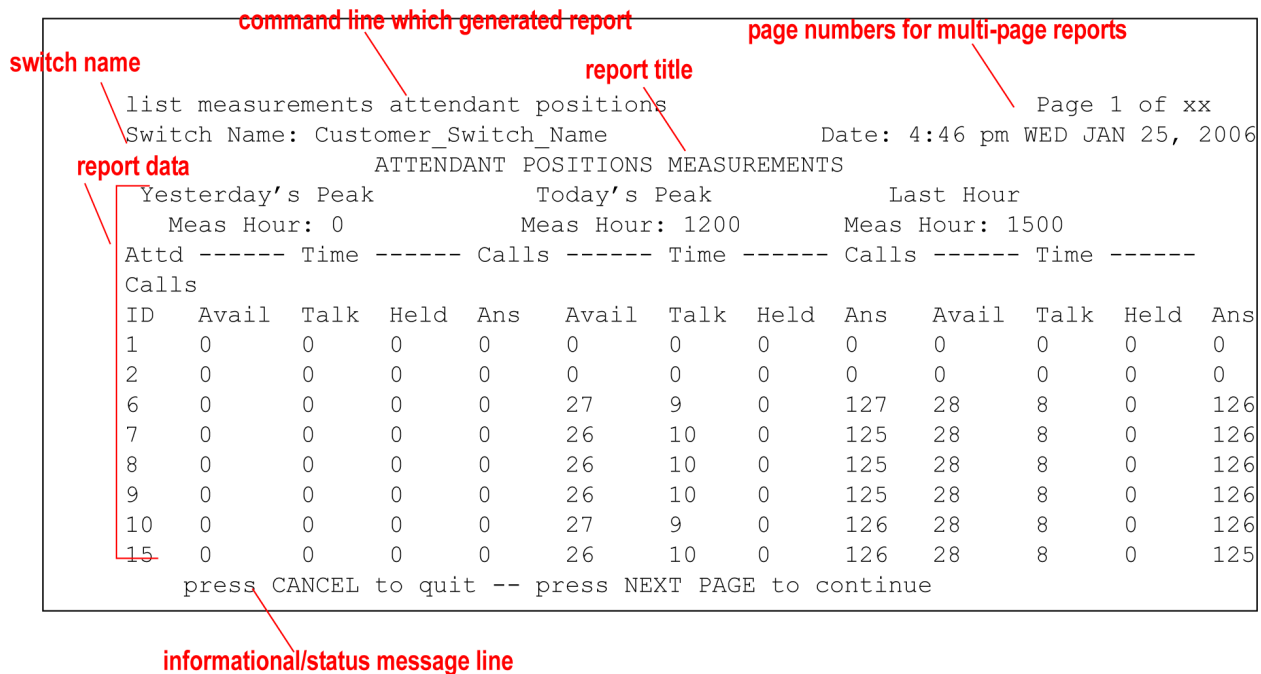 command line which generated report
page numbers for multi-page reports
switch name
report title
list measurements attendant positions Page 1 of xx
Switch Name: Customer_Switch_Name Date: 4:46 pm WED JAN 25, 2006
report data
ATTENDANT POSITIONS MEASUREMENTS
Yesterday’s Peak Today’s Peak Last Hour
Meas Hour: 0 Meas Hour: 1200 Meas Hour: 1500
Attd ------ Time ------ Calls ------ Time ------ Calls ------ Time ------
Calls
ID Avail Talk Held Ans Avail Talk Held Ans Avail Talk Held Ans
1 0 0 0 0 0 0 0 0 0 0 0 0
2 0 0 0 0 0 0 0 0 0 0 0 0
6 0 0 0 0 27 9 0 127 28 8 0 126
7 0 0 0 0 26 10 0 125 28 8 0 126
8 0 0 0 0 26 10 0 125 28 8 0 126
9 0 0 0 0 26 10 0 125 28 8 0 126
10 0 0 0 0 27 9 0 126 28 8 0 126
15 0 0 0 0 26 10 0 126 28 8 0 125
press CANCEL to quit -- press NEXT PAGE to continue
informational/status message line